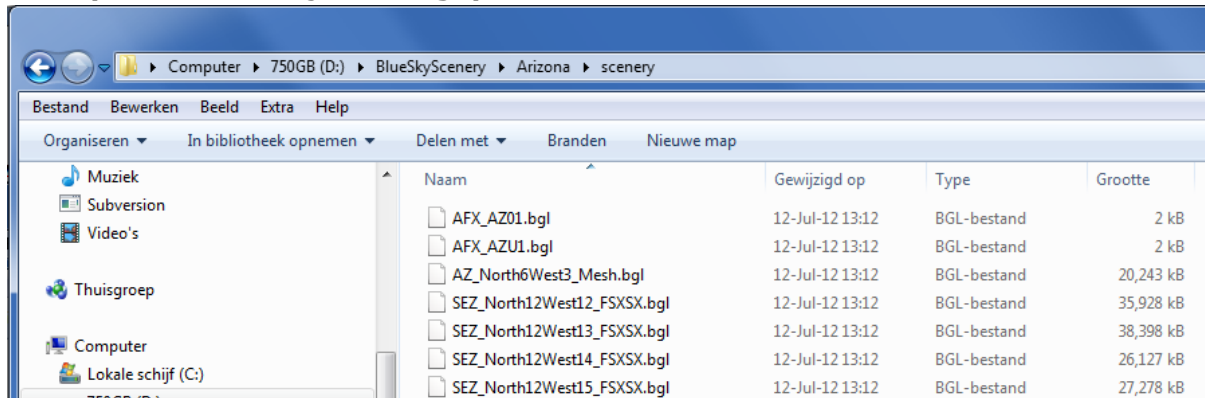 Computer ▸ 750GB (D:) ▸ BlueSkyScenery ▸ Arizona ▸ scenery
Bestand Bewerken Beeld Extra Help
Organiseren In bibliotheek opnemen Delen met Branden Nieuwe map
Muziek
Subversion
Video's
Thuisgroep
Computer
Lokale schijf (C:)
750GB (D:)
Naam Gewijzigd op Type Grootte
AFX_AZ01.bgl 12-Jul-12 13:12 BGL-bestand 2 kB
AFX_AZU1.bgl 12-Jul-12 13:12 BGL-bestand 2 kB
AZ_North6West3_Mesh.bgl 12-Jul-12 13:12 BGL-bestand 20,243 kB
SEZ_North12West12_FSXSX.bgl 12-Jul-12 13:12 BGL-bestand 35,928 kB
SEZ_North12West13_FSXSX.bgl 12-Jul-12 13:12 BGL-bestand 38,398 kB
SEZ_North12West14_FSXSX.bgl 12-Jul-12 13:12 BGL-bestand 26,127 kB
SEZ_North12West15_FSXSX.bgl 12-Jul-12 13:12 BGL-bestand 27,278 kB